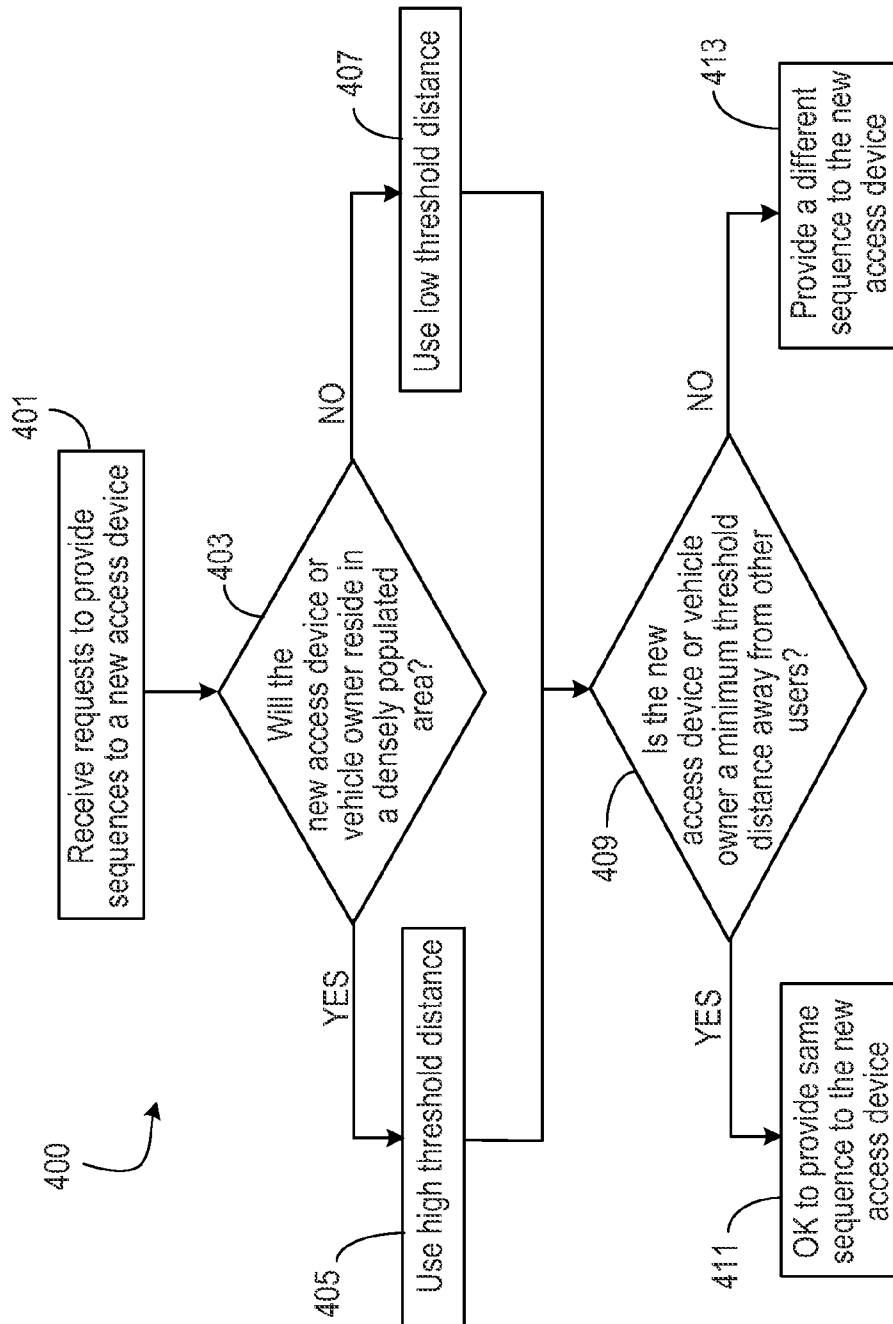 400
401
Receive requests to provide
sequences to a new access device
403
Will the
new access device or
vehicle owner reside in
a densely populated
area?
YES
NO
405
Use high threshold distance
407
Use low threshold distance
409
Is the new
access device or vehicle
owner a minimum threshold
distance away from other
users?
YES
NO
411
OK to provide same
sequence to the new
access device
413
Provide a different
sequence to the new
access device